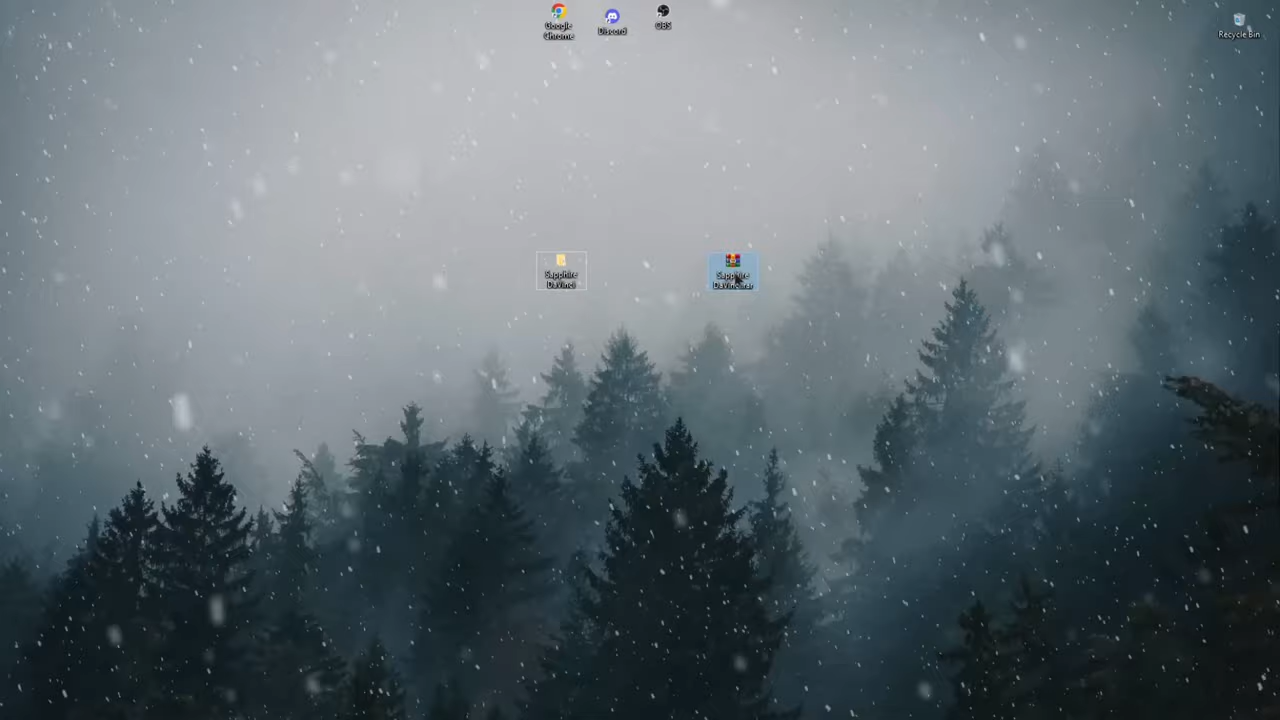 Google
Chrome
Discord
OBS
Recycle Bin
Sapphire
DaVinci
Sapphire
DaVinci.rar